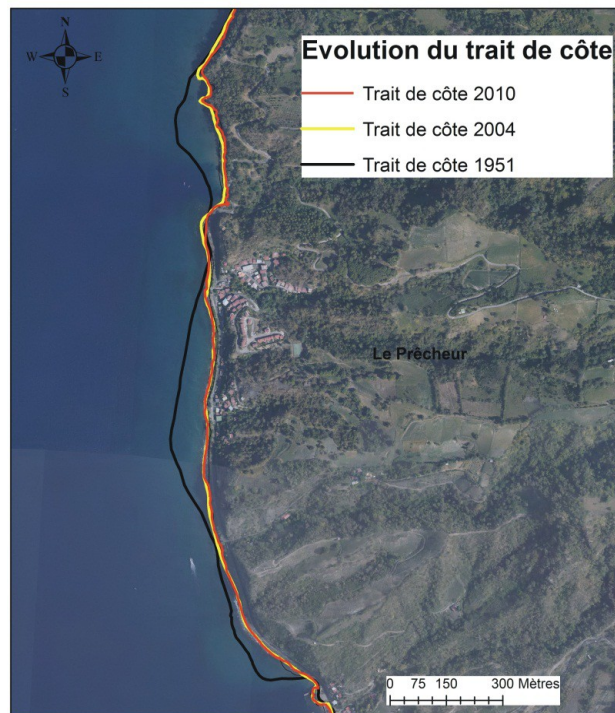 N
W E
S
Evolution du trait de côte
Trait de côte 2010
Trait de côte 2004
Trait de côte 1951
Le Prêcheur
0 75 150 300 Mètres